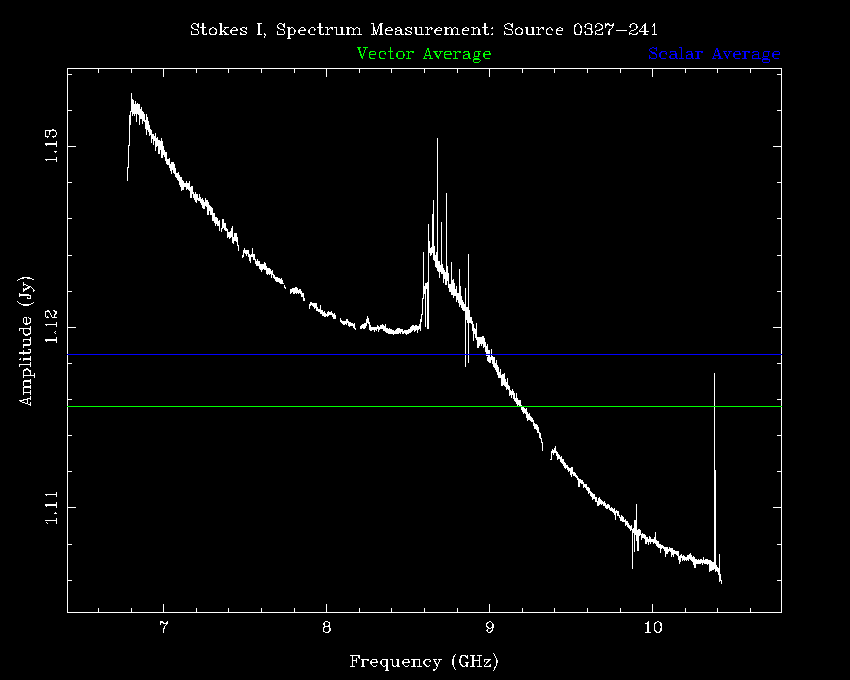 Stokes I, Spectrum Measurement: Source 0327-241
Vector Average
Scalar Average
1.13
1.12
1.11
Amplitude (Jy)
7 8 9 10
Frequency (GHz)